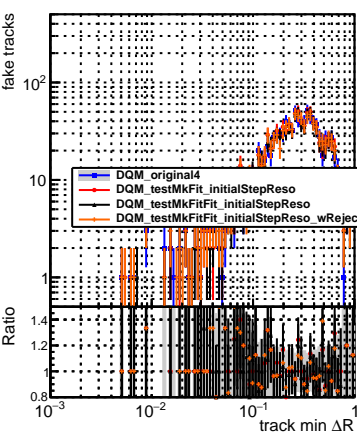 fake tracks
10²
10
1
DQM_original4
DQM_testMkFit_initialStepReso
DQM_testMkFitFit_initialStepReso
DQM_testMkFitFit_initialStepReso_wRejec
Ratio
1.4
1.2
1
0.8
10⁻³
10⁻²
10⁻¹
1
track min ΔR